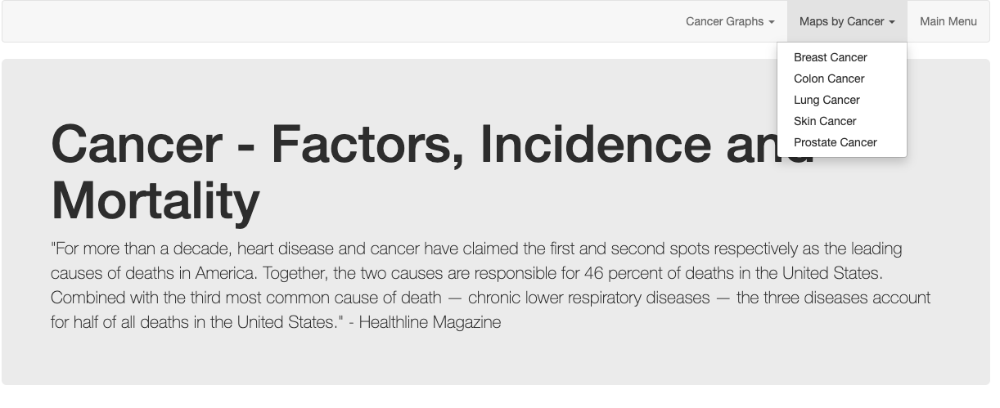 Cancer Graphs
Maps by Cancer
Main Menu
Breast Cancer
Colon Cancer
Lung Cancer
Skin Cancer
Prostate Cancer
Cancer - Factors, Incidence and
Mortality
"For more than a decade, heart disease and cancer have claimed the first and second spots respectively as the leading
causes of deaths in America. Together, the two causes are responsible for 46 percent of deaths in the United States.
Combined with the third most common cause of death — chronic lower respiratory diseases — the three diseases account
for half of all deaths in the United States." - Healthline Magazine